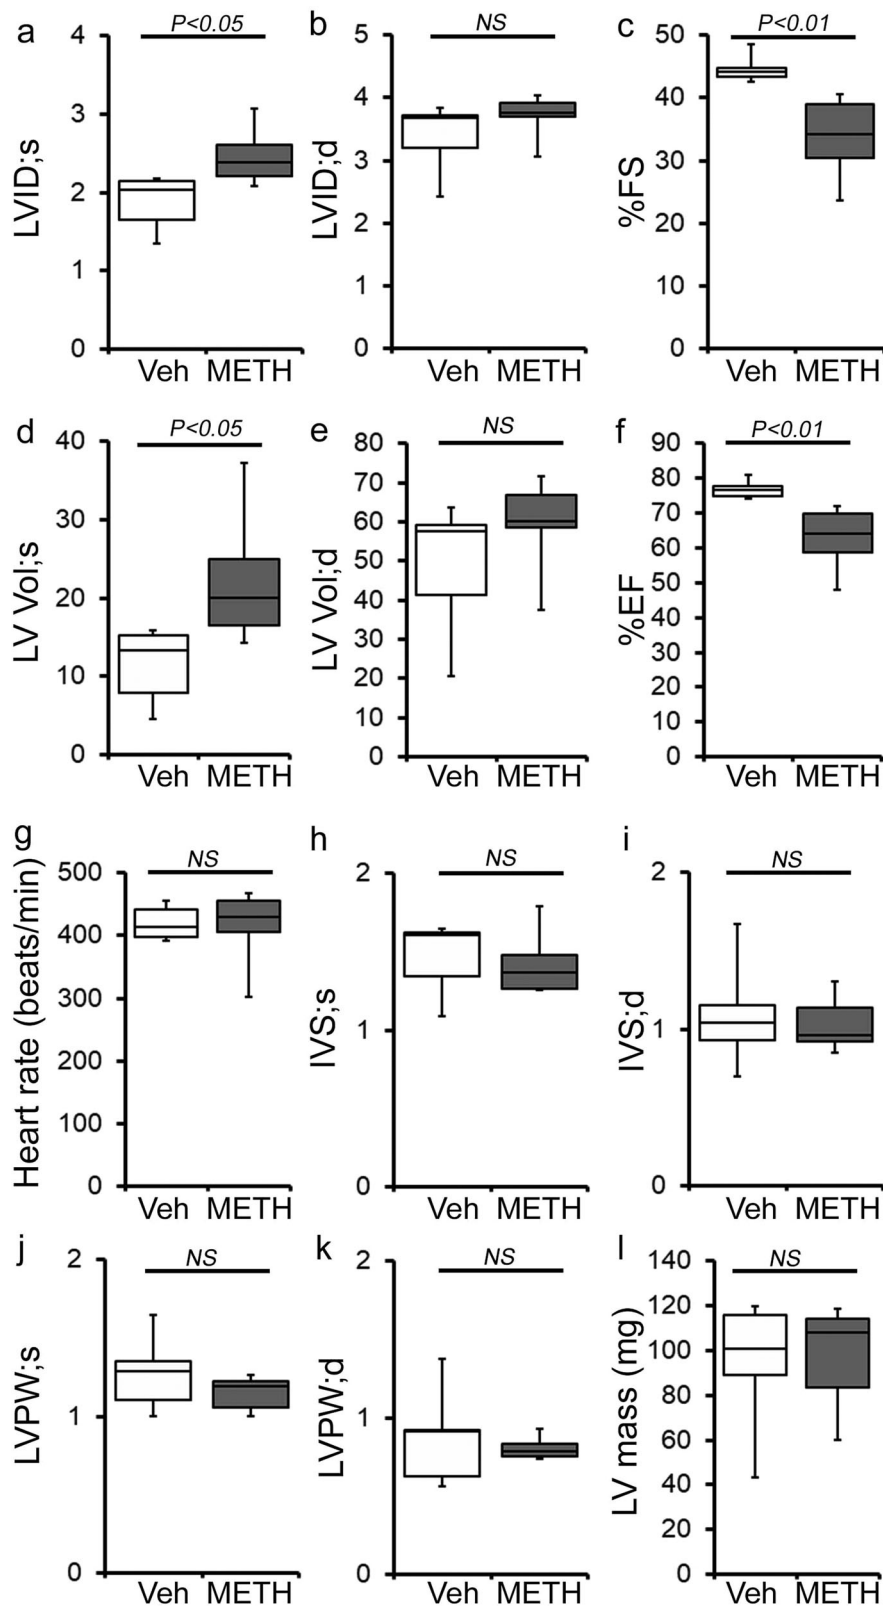 a
P<0.05
LVID;s
4
3
2
1
0
Veh METH
b
NS
LVID;d
5
4
3
2
1
0
Veh METH
c
P<0.01
%FS
50
40
30
20
10
0
Veh METH
d
P<0.05
LV Vol;s
40
30
20
10
0
Veh METH
e
NS
LV Vol;d
80
70
60
50
40
30
20
10
0
Veh METH
f
P<0.01
%EF
90
80
70
60
50
40
30
20
10
0
Veh METH
g
NS
Heart rate (beats/min)
500
400
300
200
100
0
Veh METH
h
NS
IVS;s
2
1
0
Veh METH
i
NS
IVS;d
2
1
0
Veh METH
j
NS
LVPW;s
2
1
0
Veh METH
k
NS
LVPW;d
2
1
0
Veh METH
l
NS
LV mass (mg)
140
120
100
80
60
40
20
0
Veh METH